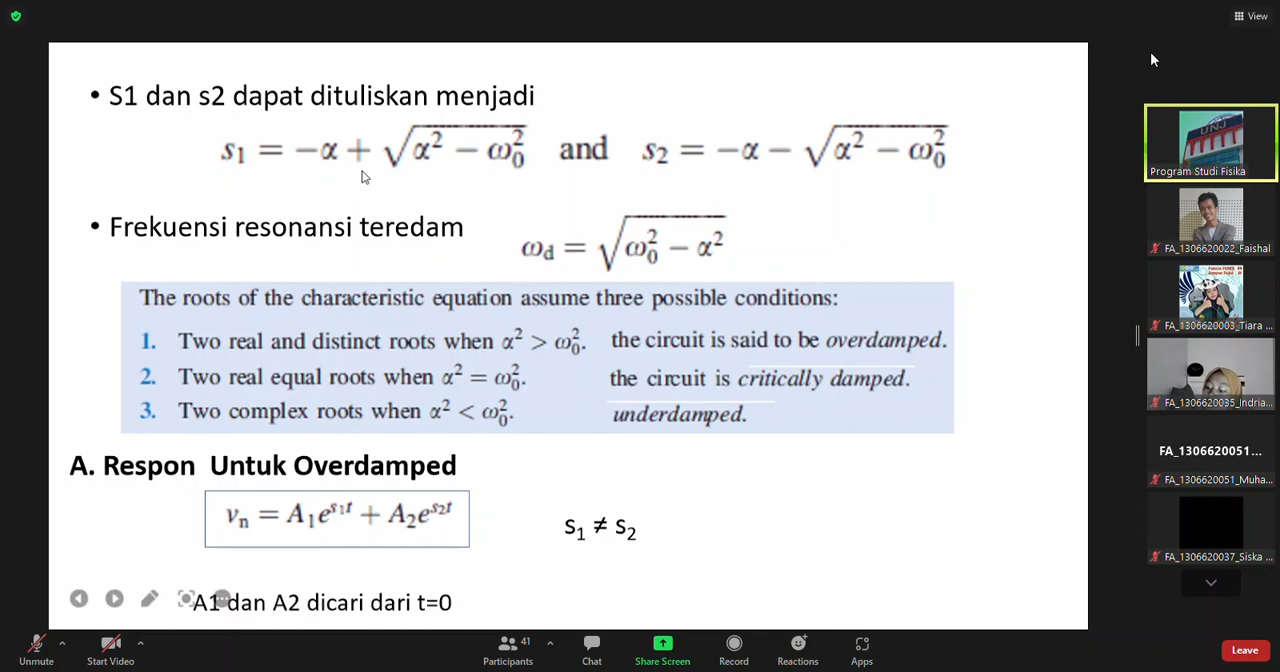 View
• S1 dan s2 dapat dituliskan menjadi
s₁ = −α + √(α² − ω₀²) and s₂ = −α − √(α² − ω₀²)
• Frekuensi resonansi teredam
ω_d = √(ω₀² − α²)
The roots of the characteristic equation assume three possible conditions:
1. Two real and distinct roots when α² > ω₀². the circuit is said to be overdamped.
2. Two real equal roots when α² = ω₀². the circuit is critically damped.
3. Two complex roots when α² < ω₀². underdamped.
A. Respon Untuk Overdamped
vₙ = A₁e^{s₁t} + A₂e^{s₂t}
s₁ ≠ s₂
A1 dan A2 dicari dari t=0
UNJ
Program Studi Fisika
FA_1306620022_Faishal
FA_1306620003_Tiara ...
FA_1306620035_Indria...
FA_1306620051...
FA_1306620051_Muha...
FA_1306620037_Siska ...
Unmute
Start Video
41
Participants
Chat
Share Screen
Record
Reactions
Apps
Leave